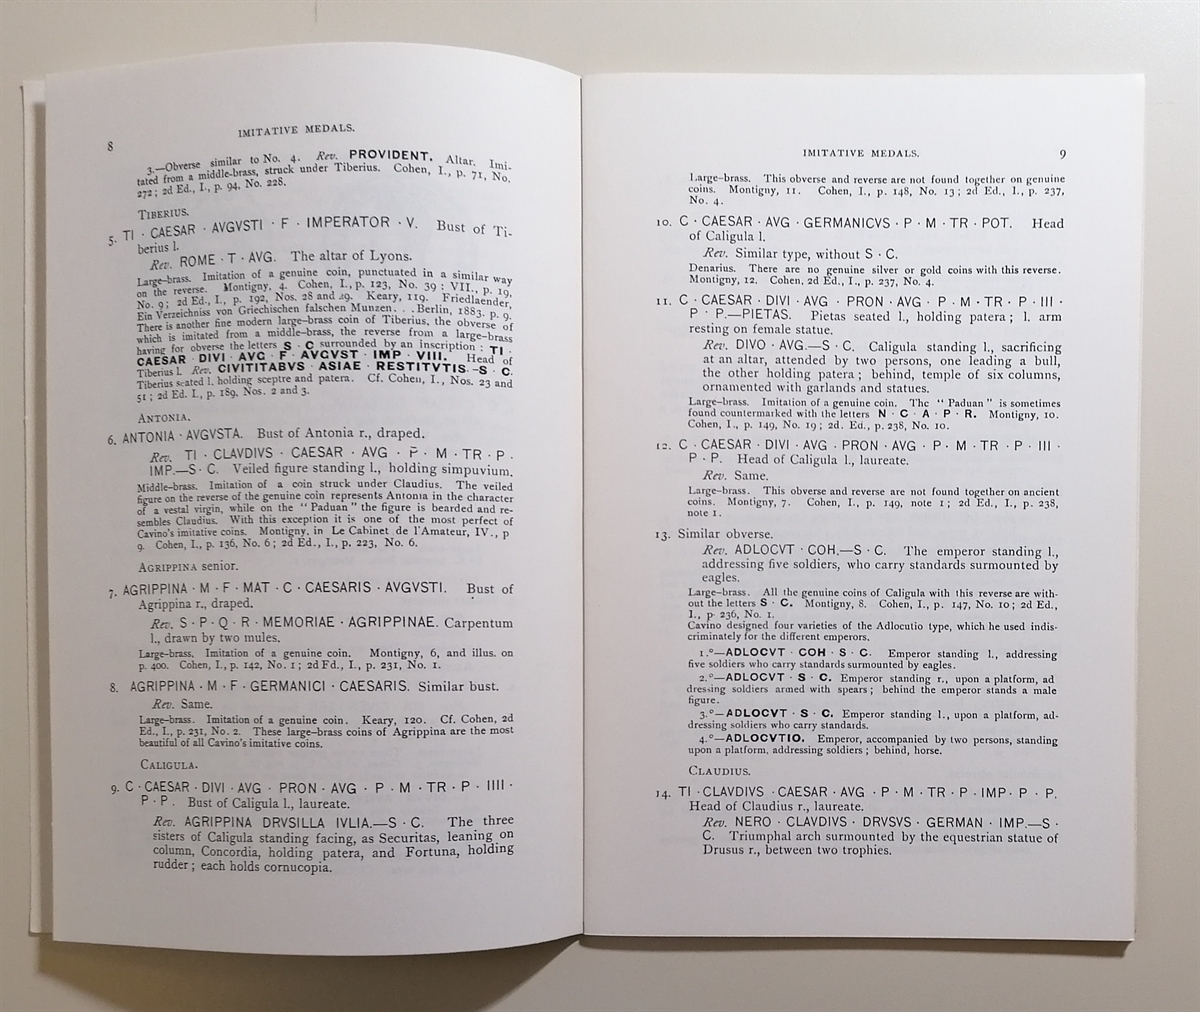 8
IMITATIVE MEDALS.
3.—Obverse similar to No. 4. Rev. PROVIDENT. Altar. Imi-
tated from a middle-brass, struck under Tiberius. Cohen, I., p. 71, No.
272; 2d Ed., I., p. 94, No. 228.
TIBERIUS.
5. TI · CAESAR · AVGVSTI · F · IMPERATOR · V. Bust of Ti-
berius l.
Rev. ROME · T · AVG. The altar of Lyons.
Large-brass. Imitation of a genuine coin, punctuated in a similar way
on the reverse. Montigny, 4. Cohen, I., p. 123, No. 39: VII., p. 19,
No. 9; 2d Ed., I., p. 192, Nos. 28 and 29. Keary, 119. Friedlaender,
Ein Verzeichniss von Griechischen falschen Munzen. . . Berlin, 1883. p. 9.
There is another fine modern large-brass coin of Tiberius, the obverse of
which is imitated from a middle-brass, the reverse from a large-brass
having for obverse the letters S · C surrounded by an inscription: TI ·
CAESAR · DIVI · AVG · F · AVGVST · IMP · VIII. Head of
Tiberius l. Rev. CIVITITABVS · ASIAE · RESTITVTIS · -S · C.
Tiberius seated l. holding sceptre and patera. Cf. Cohen, I., Nos. 23 and
51; 2d Ed. I., p. 189, Nos. 2 and 3.
ANTONIA.
6. ANTONIA · AVGVSTA. Bust of Antonia r., draped.
Rev. TI · CLAVDIVS · CAESAR · AVG · P · M · TR · P ·
IMP.—S · C. Veiled figure standing l., holding simpuvium.
Middle-brass. Imitation of a coin struck under Claudius. The veiled
figure on the reverse of the genuine coin represents Antonia in the character
of a vestal virgin, while on the "Paduan" the figure is bearded and re-
sembles Claudius. With this exception it is one of the most perfect of
Cavino's imitative coins. Montigny, in Le Cabinet de l'Amateur, IV., p
9. Cohen, I., p. 136, No. 6; 2d Ed., I., p. 223, No. 6.
AGRIPPINA senior.
7. AGRIPPINA · M · F · MAT · C · CAESARIS · AVGVSTI. Bust of
Agrippina r., draped.
Rev. S · P · Q · R · MEMORIAE · AGRIPPINAE. Carpentum
l., drawn by two mules.
Large-brass. Imitation of a genuine coin. Montigny, 6, and illus. on
p. 400. Cohen, I., p. 142, No. 1; 2d Ed., I., p. 231, No. 1.
8. AGRIPPINA · M · F · GERMANICI · CAESARIS. Similar bust.
Rev. Same.
Large-brass. Imitation of a genuine coin. Keary, 120. Cf. Cohen, 2d
Ed., I., p. 231, No. 2. These large-brass coins of Agrippina are the most
beautiful of all Cavino's imitative coins.
CALIGULA.
9. C · CAESAR · DIVI · AVG · PRON · AVG · P · M · TR · P · IIII ·
P · P. Bust of Caligula l., laureate.
Rev. AGRIPPINA DRVSILLA IVLIA.—S · C. The three
sisters of Caligula standing facing, as Securitas, leaning on
column, Concordia, holding patera, and Fortuna, holding
rudder; each holds cornucopia.
IMITATIVE MEDALS.
9
Large-brass. This obverse and reverse are not found together on genuine
coins. Montigny, 11. Cohen, I., p. 148, No. 13; 2d Ed., I., p. 237,
No. 4.
10. C · CAESAR · AVG · GERMANICVS · P · M · TR · POT. Head
of Caligula l.
Rev. Similar type, without S · C.
Denarius. There are no genuine silver or gold coins with this reverse.
Montigny, 12. Cohen, 2d Ed., I., p. 237, No. 4.
11. C · CAESAR · DIVI · AVG · PRON · AVG · P · M · TR · P · III ·
P · P.—PIETAS. Pietas seated l., holding patera; l. arm
resting on female statue.
Rev. DIVO · AVG.—S · C. Caligula standing l., sacrificing
at an altar, attended by two persons, one leading a bull,
the other holding patera; behind, temple of six columns,
ornamented with garlands and statues.
Large-brass. Imitation of a genuine coin. The "Paduan" is sometimes
found countermarked with the letters N · C · A · P · R. Montigny, 10.
Cohen, I., p. 149, No. 19; 2d. Ed., p. 238, No. 10.
12. C · CAESAR · DIVI · AVG · PRON · AVG · P · M · TR · P · III ·
P · P. Head of Caligula l., laureate.
Rev. Same.
Large-brass. This obverse and reverse are not found together on ancient
coins. Montigny, 7. Cohen, I., p. 149, note 1; 2d Ed., I., p. 238,
note 1.
13. Similar obverse.
Rev. ADLOCVT · COH.—S · C. The emperor standing l.,
addressing five soldiers, who carry standards surmounted by
eagles.
Large-brass. All the genuine coins of Caligula with this reverse are with-
out the letters S · C. Montigny, 8. Cohen, I., p. 147, No. 10; 2d Ed.,
I., p. 236, No. 1.
Cavino designed four varieties of the Adlocutio type, which he used indis-
criminately for the different emperors.
1.°—ADLOCVT · COH · S · C. Emperor standing l., addressing
five soldiers who carry standards surmounted by eagles.
2.°—ADLOCVT · S · C. Emperor standing r., upon a platform, ad
dressing soldiers armed with spears; behind the emperor stands a male
figure.
3.°—ADLOCVT · S · C. Emperor standing l., upon a platform, ad-
dressing soldiers who carry standards.
4.°—ADLOCVTIO. Emperor, accompanied by two persons, standing
upon a platform, addressing soldiers; behind, horse.
CLAUDIUS.
14. TI · CLAVDIVS · CAESAR · AVG · P · M · TR · P · IMP · P · P.
Head of Claudius r., laureate.
Rev. NERO · CLAVDIVS · DRVSVS · GERMAN · IMP.—S ·
C. Triumphal arch surmounted by the equestrian statue of
Drusus r., between two trophies.